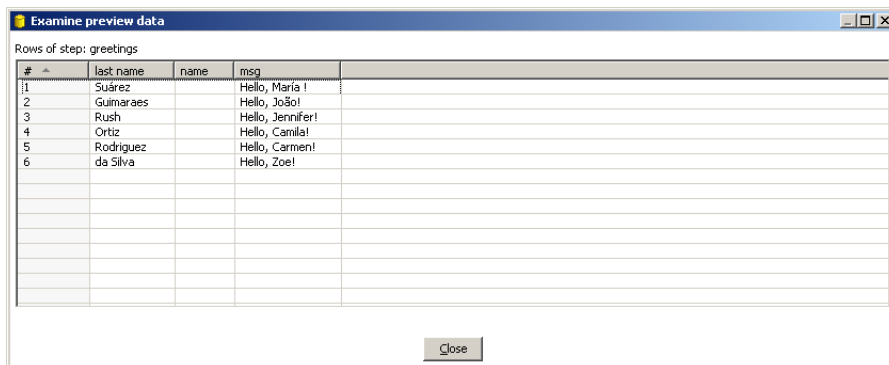 Examine preview data
Rows of step: greetings
# last name name msg
1 Suárez Hello, María !
2 Guimaraes Hello, João!
3 Rush Hello, Jennifer!
4 Ortiz Hello, Camila!
5 Rodriguez Hello, Carmen!
6 da Silva Hello, Zoe!
Close